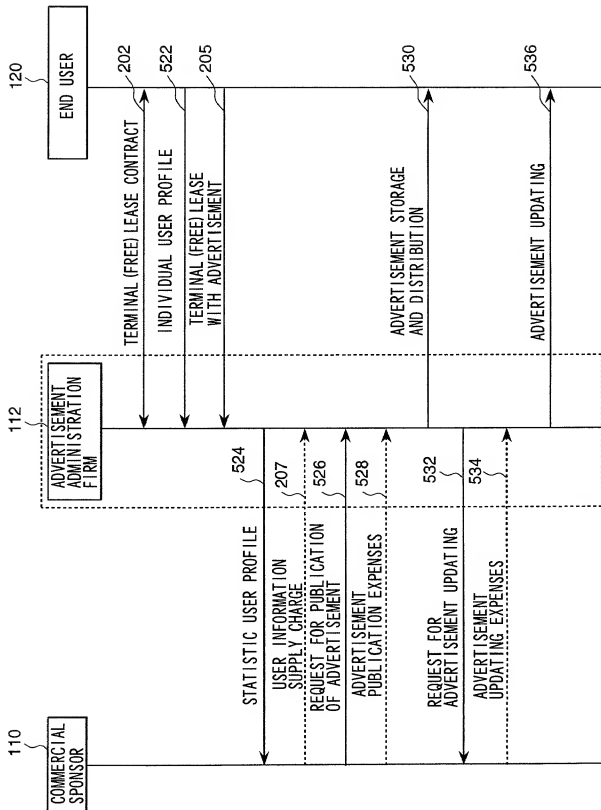 110
COMMERCIAL
SPONSOR
112
ADVERTISEMENT
ADMINISTRATION
FIRM
120
END USER
TERMINAL (FREE) LEASE CONTRACT
202
INDIVIDUAL USER PROFILE
522
TERMINAL (FREE) LEASE
WITH ADVERTISEMENT
205
STATISTIC USER PROFILE
524
USER INFORMATION
SUPPLY CHARGE
207
REQUEST FOR PUBLICATION
OF ADVERTISEMENT
526
ADVERTISEMENT
PUBLICATION EXPENSES
528
ADVERTISEMENT STORAGE
AND DISTRIBUTION
530
REQUEST FOR
ADVERTISEMENT UPDATING
532
ADVERTISEMENT
UPDATING EXPENSES
534
ADVERTISEMENT UPDATING
536